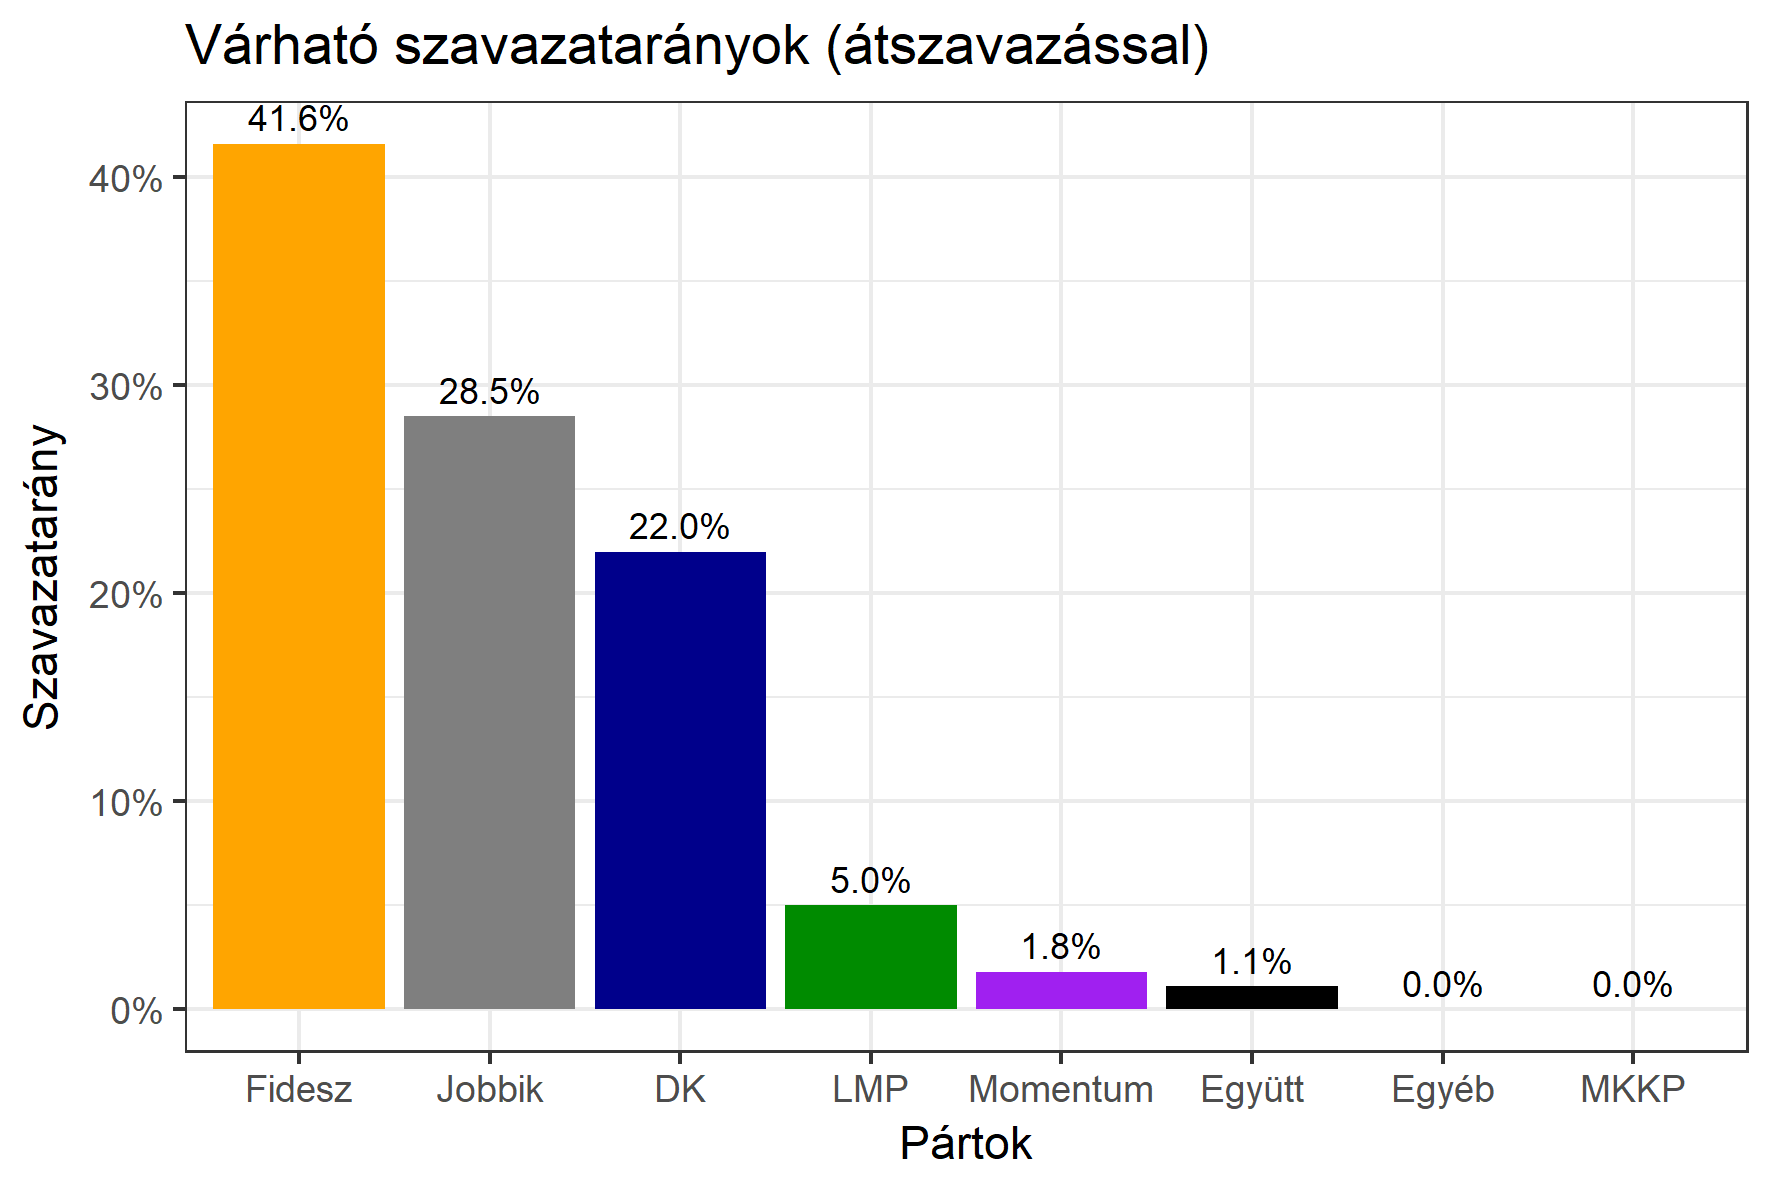 Várható szavazatarányok (átszavazással)
41.6%
28.5%
22.0%
5.0%
1.8%
1.1%
0.0%
0.0%
40%
30%
20%
10%
0%
Szavazatarány
Fidesz
Jobbik
DK
LMP
Momentum
Együtt
Egyéb
MKKP
Pártok